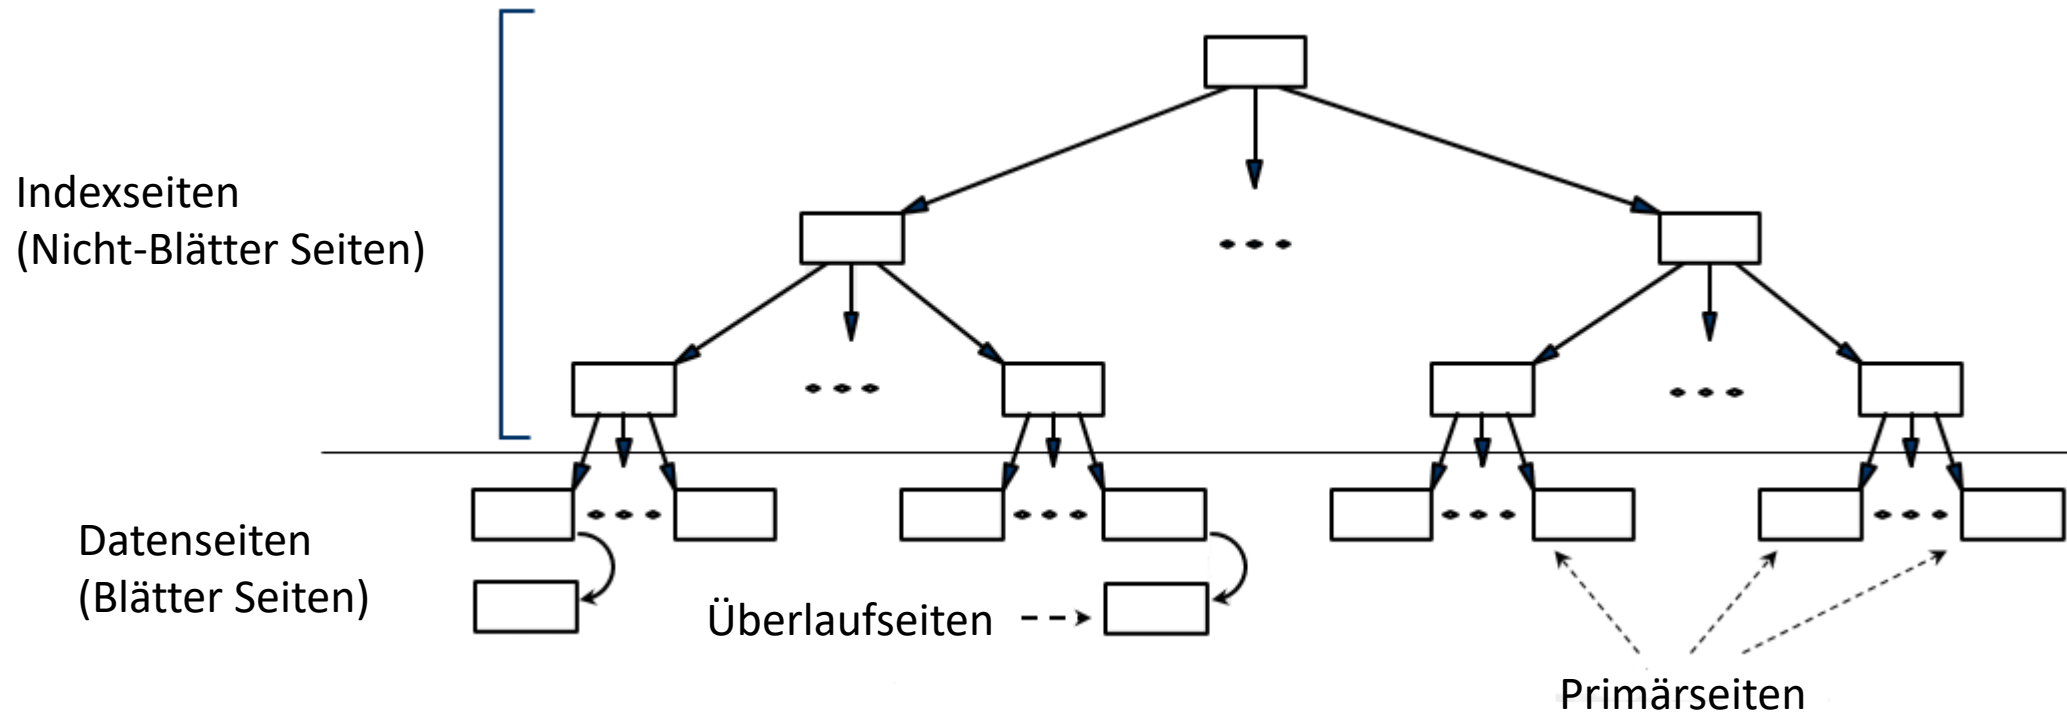 Indexseiten
(Nicht-Blätter Seiten)
Datenseiten
(Blätter Seiten)
Überlaufseiten
Primärseiten